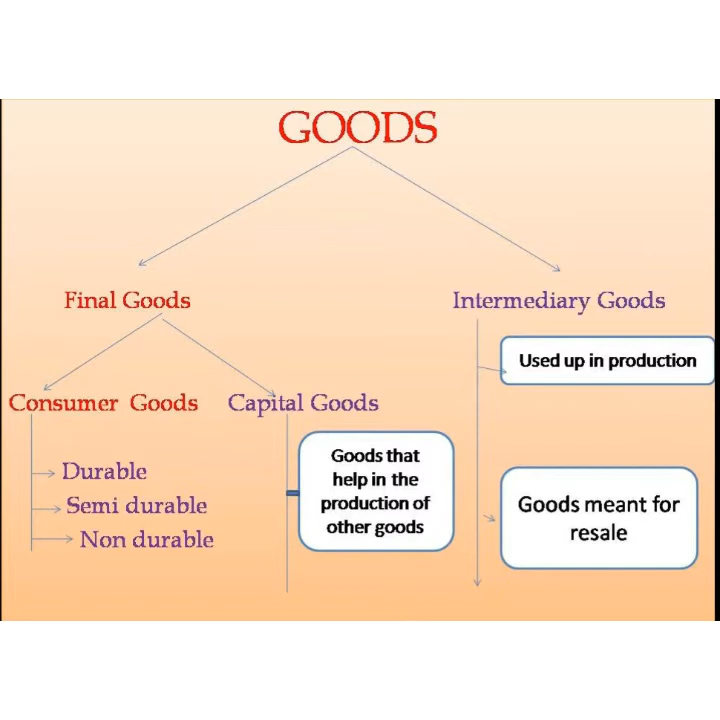 GOODS
Final Goods
Intermediary Goods
Used up in production
Consumer Goods
Capital Goods
Goods that
help in the
production of
other goods
Durable
Semi durable
Non durable
Goods meant for
resale